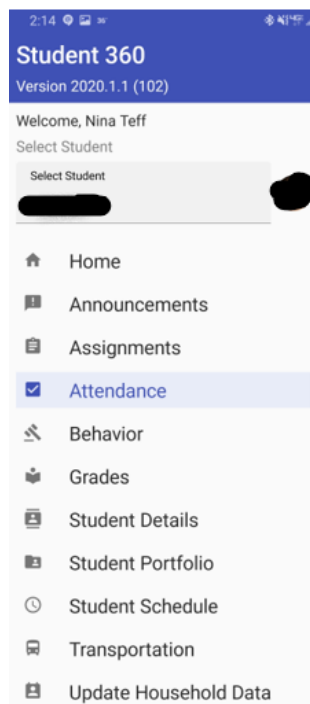 2:14
Student 360
Version 2020.1.1 (102)
Welcome, Nina Teff
Select Student
Select Student
Home
Announcements
Assignments
Attendance
Behavior
Grades
Student Details
Student Portfolio
Student Schedule
Transportation
Update Household Data